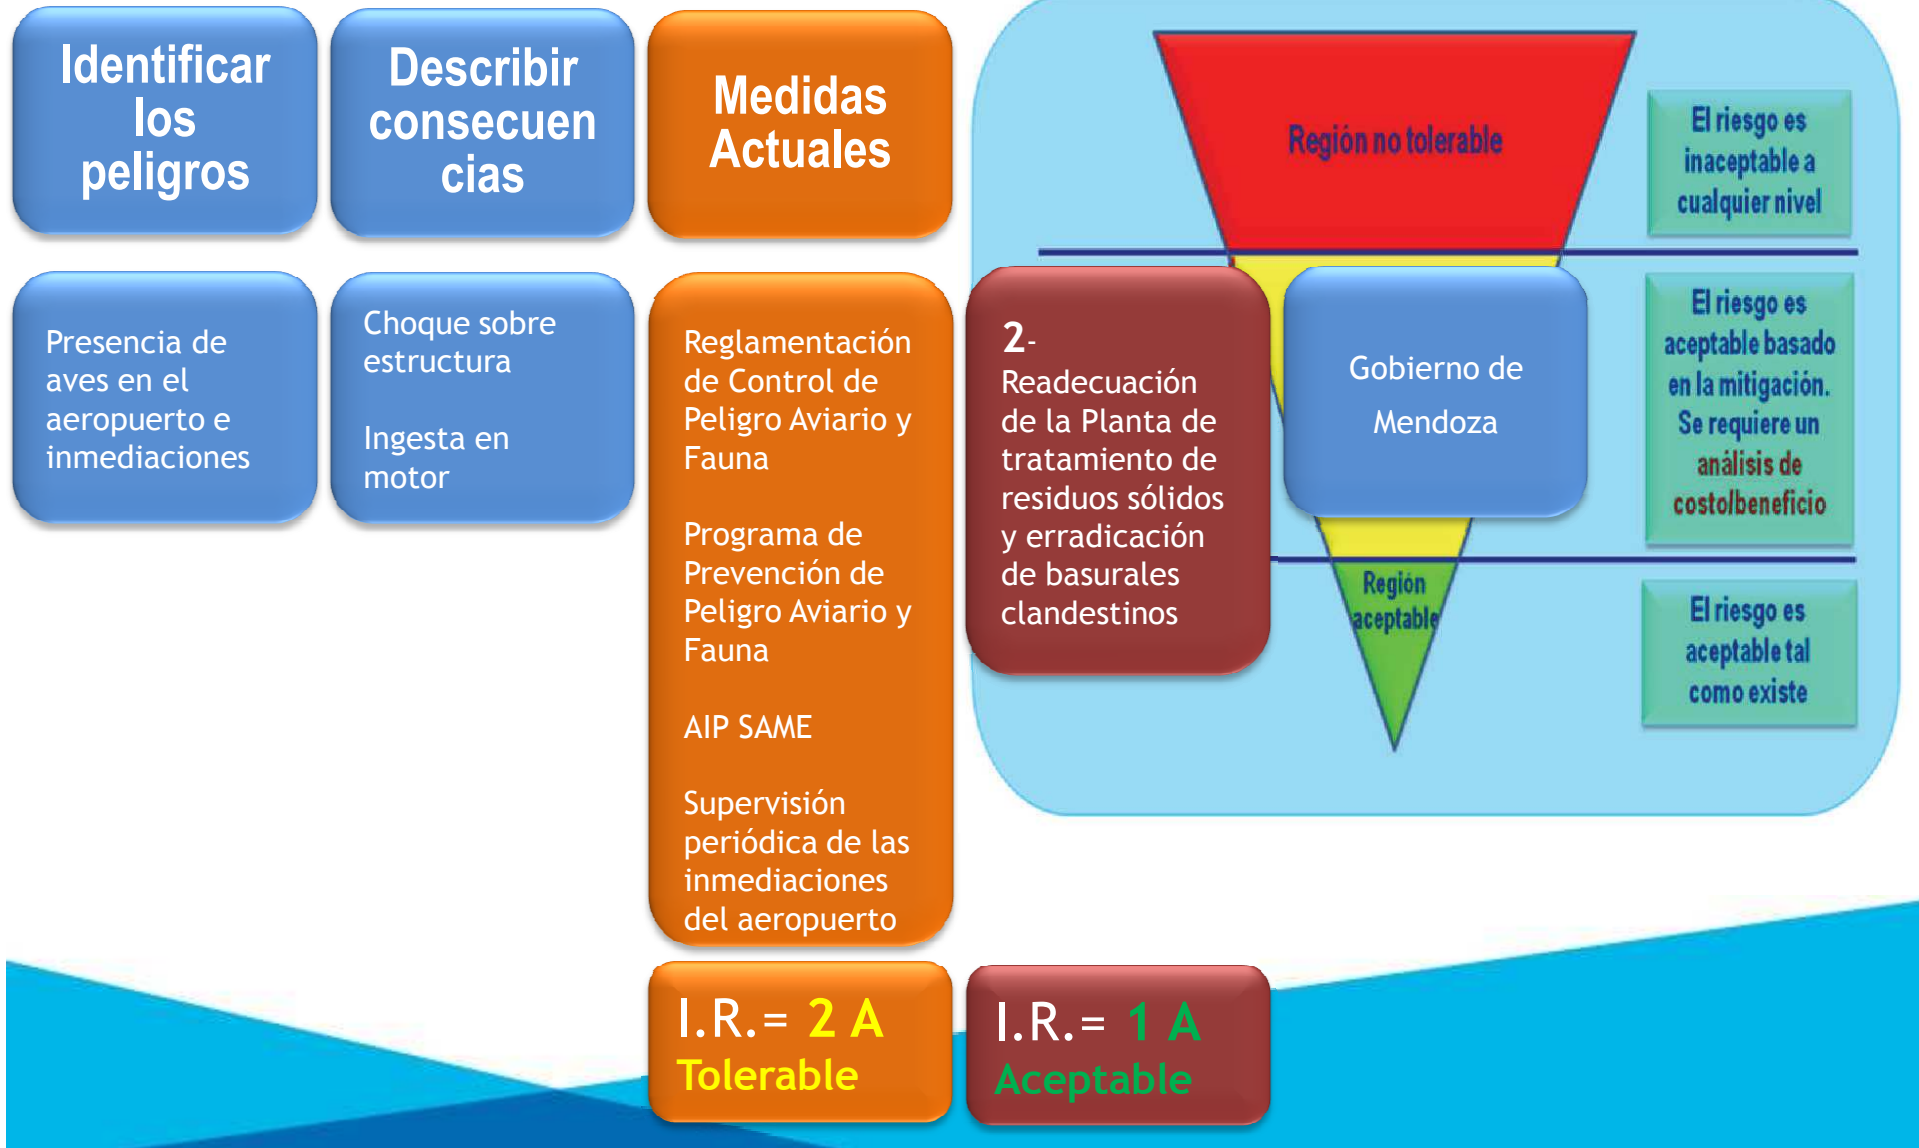 Identificar
los
peligros
Describir
consecuen
cias
Medidas
Actuales
Presencia de
aves en el
aeropuerto e
inmediaciones
Choque sobre
estructura
Ingesta en
motor
Reglamentación
de Control de
Peligro Aviario y
Fauna
Programa de
Prevención de
Peligro Aviario y
Fauna
AIP SAME
Supervisión
periódica de las
inmediaciones
del aeropuerto
2-
Readecuación
de la Planta de
tratamiento de
residuos sólidos
y erradicación
de basurales
clandestinos
Gobierno de
Mendoza
Región no tolerable
Región
aceptable
El riesgo es
inaceptable a
cualquier nivel
El riesgo es
aceptable basado
en la mitigación.
Se requiere un
análisis de
costo/beneficio
El riesgo es
aceptable tal
como existe
I.R.= 2 A
Tolerable
I.R.= 1 A
Aceptable